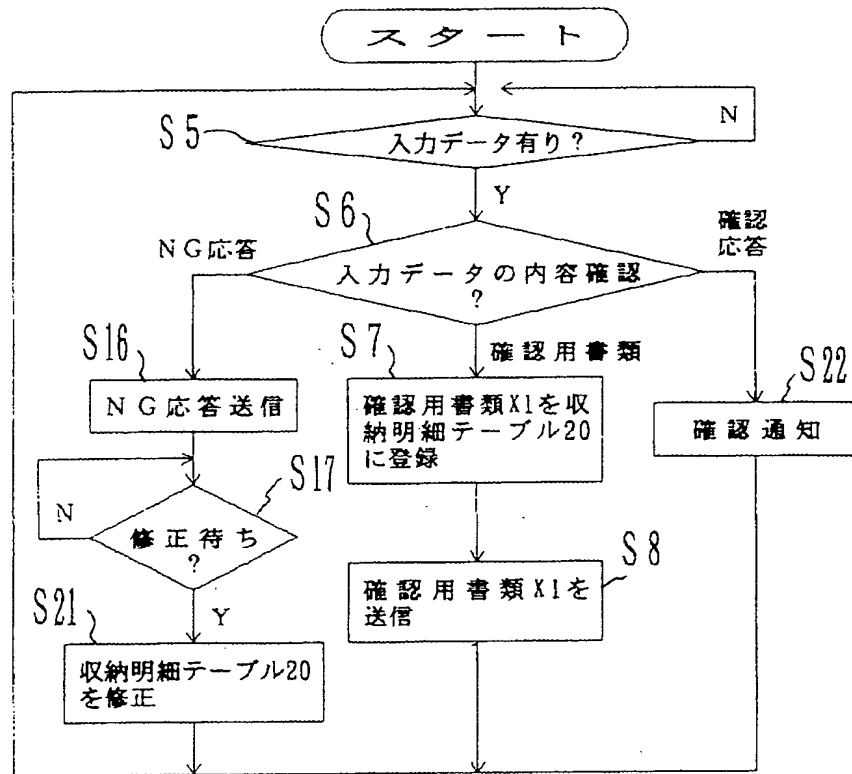 スタート
N
S5
入力データ有り?
Y
S6
NG応答
確認
応答
入力データの内容確認
?
S16
S7
確認用書類
S22
NG応答送信
確認用書類X1を収
納明細テーブル20
に登録
確認通知
S17
N
修正待ち
?
S8
確認用書類X1を
送信
Y
S21
収納明細テーブル20
を修正